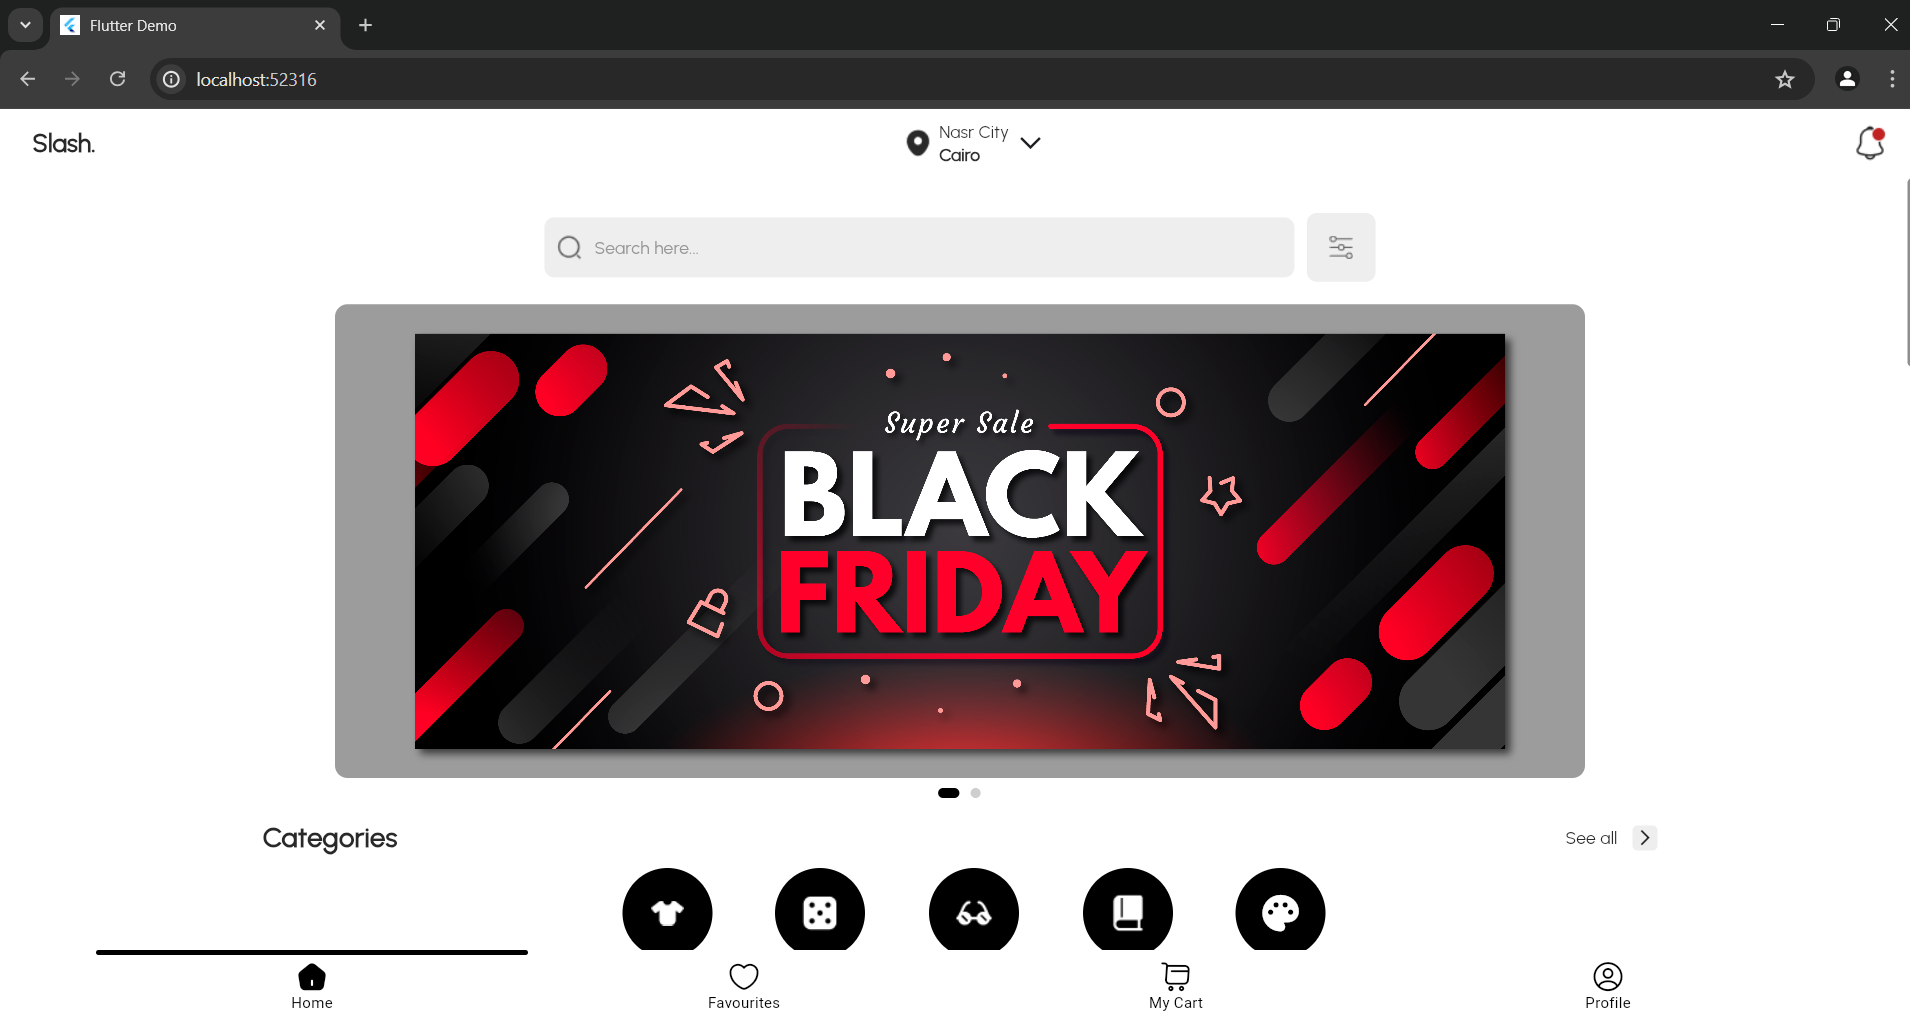 Flutter Demo
localhost:52316
Slash.
Nasr City
Cairo
Search here...
Super Sale
BLACK
FRIDAY
Categories
See all
Home
Favourites
My Cart
Profile